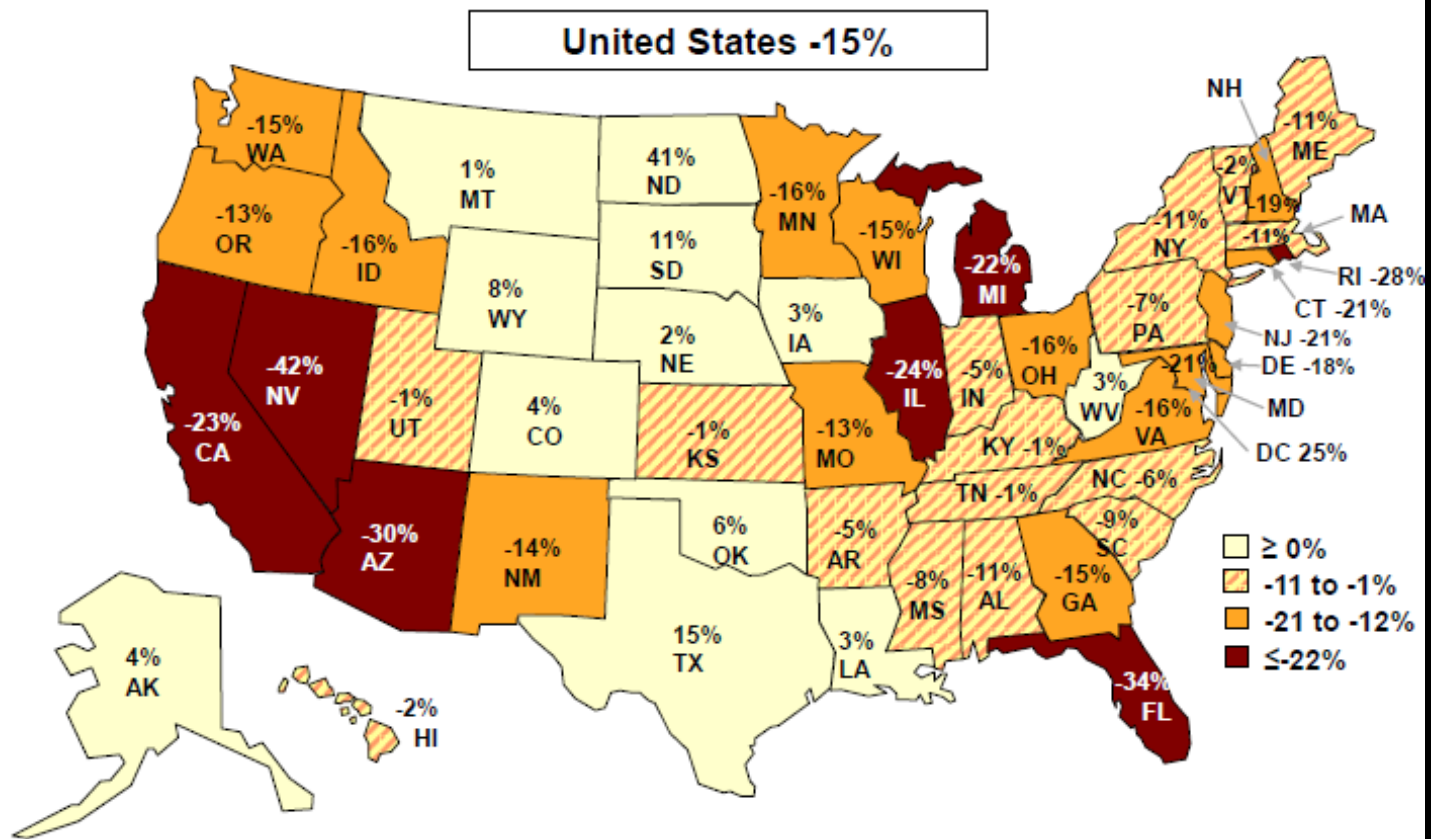 United States -15%
NH
-15%
WA
1%
MT
41%
ND
-16%
MN
-11%
ME
-2%
VT
-19%
MA
-13%
OR
-16%
ID
11%
SD
-15%
WI
-11%
NY
-11%
RI -28%
8%
WY
-22%
MI
CT -21%
-7%
PA
NJ -21%
3%
IA
2%
NE
-42%
NV
-24%
IL
-5%
IN
-16%
OH
-21%
DE -18%
3%
WV
MD
-23%
CA
-1%
UT
4%
CO
-1%
KS
-13%
MO
-16%
VA
KY -1%
DC 25%
TN -1%
NC -6%
-30%
AZ
-14%
NM
6%
OK
-5%
AR
-9%
SC
-8%
MS
-11%
AL
-15%
GA
≥ 0%
-11 to -1%
-21 to -12%
≤-22%
15%
TX
3%
LA
-34%
FL
4%
AK
-2%
HI